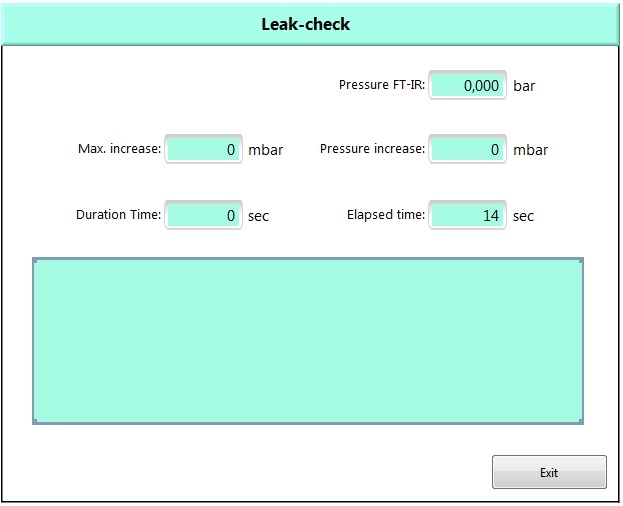 Leak-check
Pressure FT-IR: 0,000 bar
Max. increase: 0 mbar Pressure increase: 0 mbar
Duration Time: 0 sec Elapsed time: 14 sec
Exit